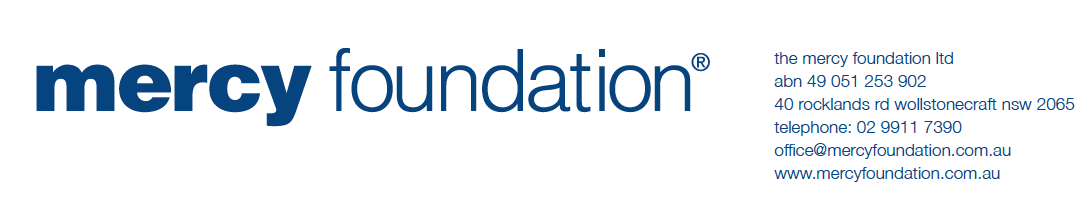 mercy foundation®
the mercy foundation ltd
abn 49 051 253 902
40 rocklands rd wollstonecraft nsw 2065
telephone: 02 9911 7390
office@mercyfoundation.com.au
www.mercyfoundation.com.au